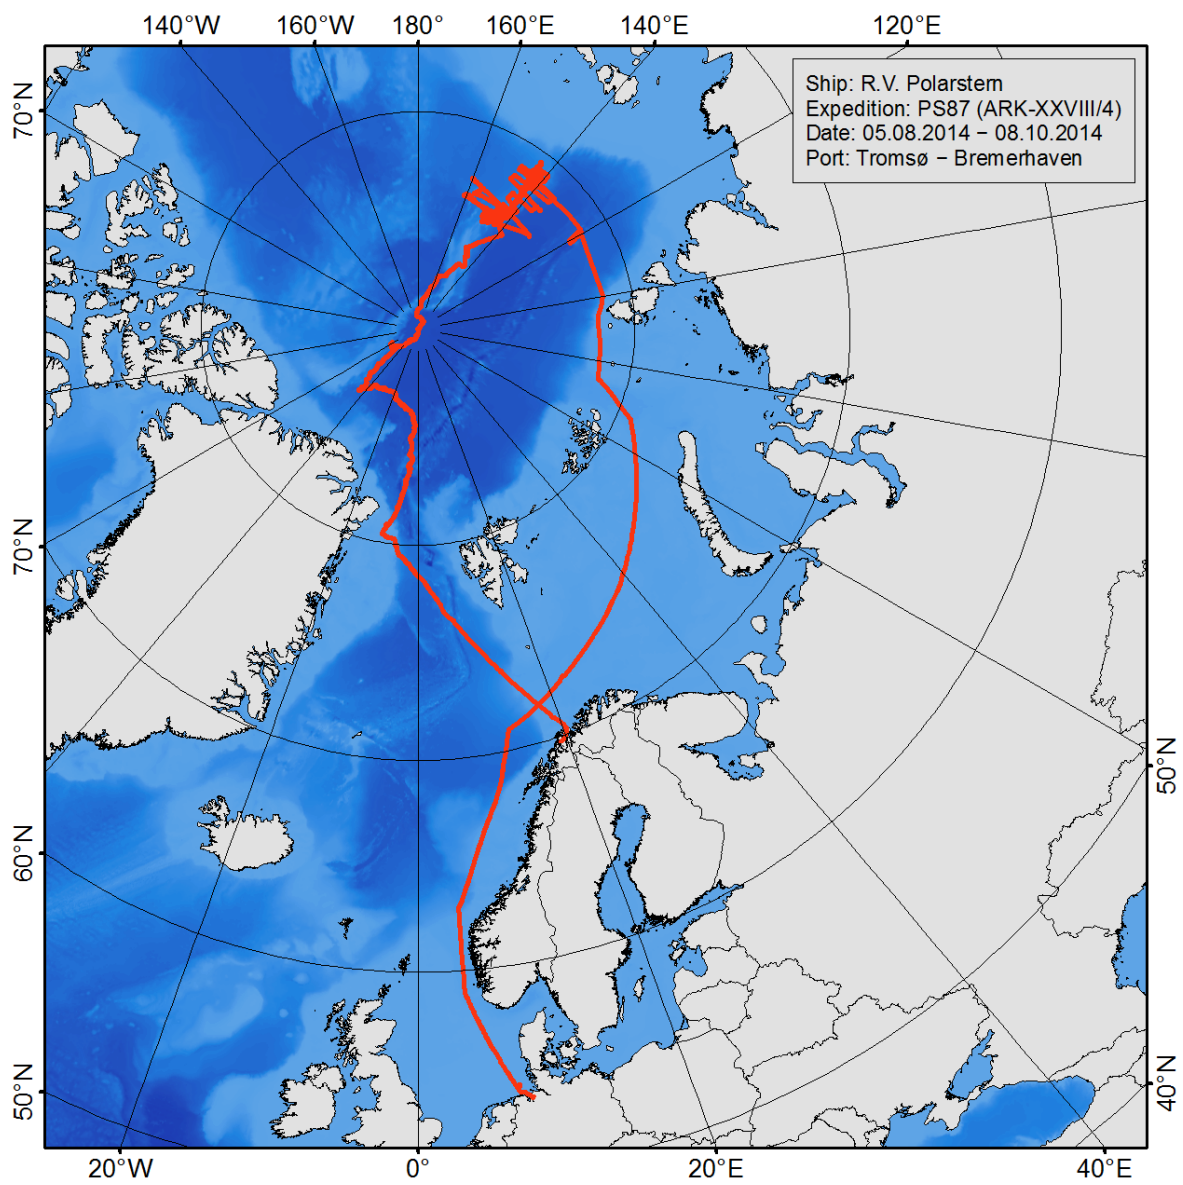 140°W 160°W 180° 160°E 140°E 120°E
Ship: R.V. Polarstern
Expedition: PS87 (ARK-XXVIII/4)
Date: 05.08.2014 – 08.10.2014
Port: Tromsø – Bremerhaven
70°N
70°N
60°N
50°N
50°N
40°N
20°W 0° 20°E 40°E